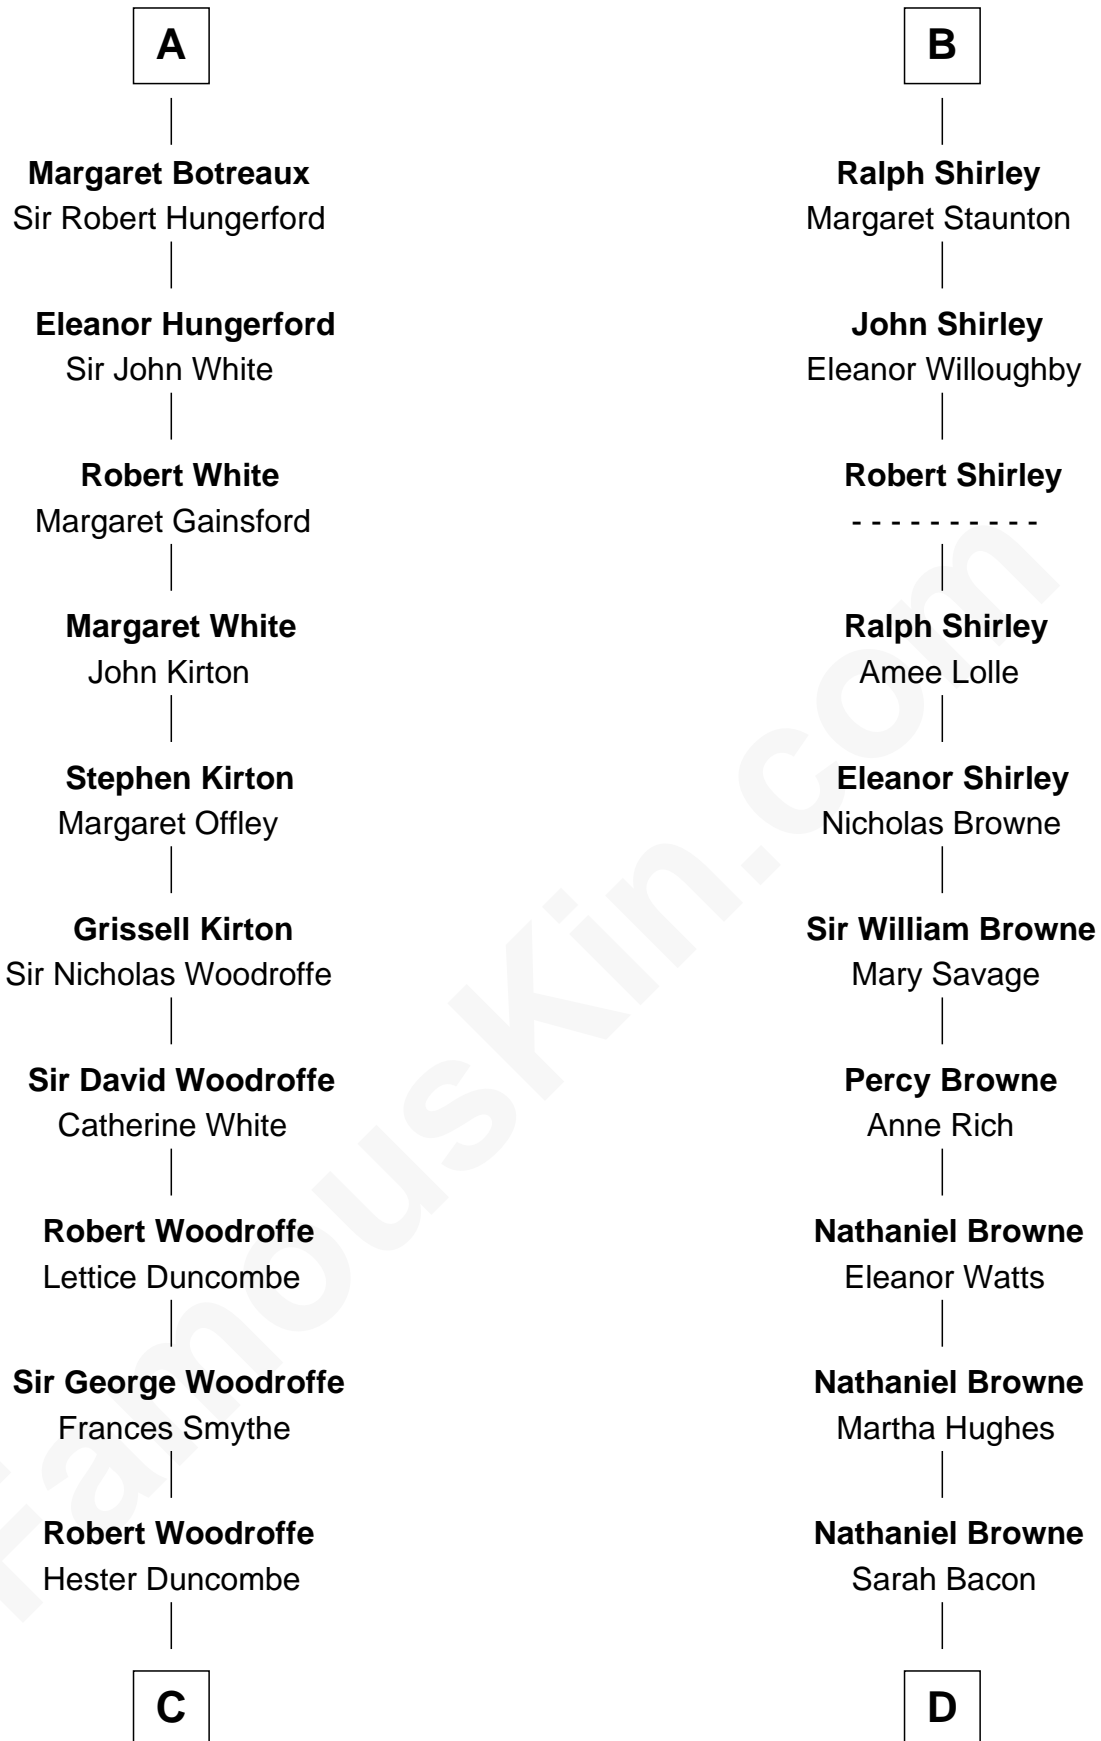 A
Margaret Botreaux
Sir Robert Hungerford
Eleanor Hungerford
Sir John White
Robert White
Margaret Gainsford
Margaret White
John Kirton
Stephen Kirton
Margaret Offley
Grissell Kirton
Sir Nicholas Woodroffe
Sir David Woodroffe
Catherine White
Robert Woodroffe
Lettice Duncombe
Sir George Woodroffe
Frances Smythe
Robert Woodroffe
Hester Duncombe
C
B
Ralph Shirley
Margaret Staunton
John Shirley
Eleanor Willoughby
Robert Shirley
- - - - - - - - - -
Ralph Shirley
Amee Lolle
Eleanor Shirley
Nicholas Browne
Sir William Browne
Mary Savage
Percy Browne
Anne Rich
Nathaniel Browne
Eleanor Watts
Nathaniel Browne
Martha Hughes
Nathaniel Browne
Sarah Bacon
D
FamousKin.com